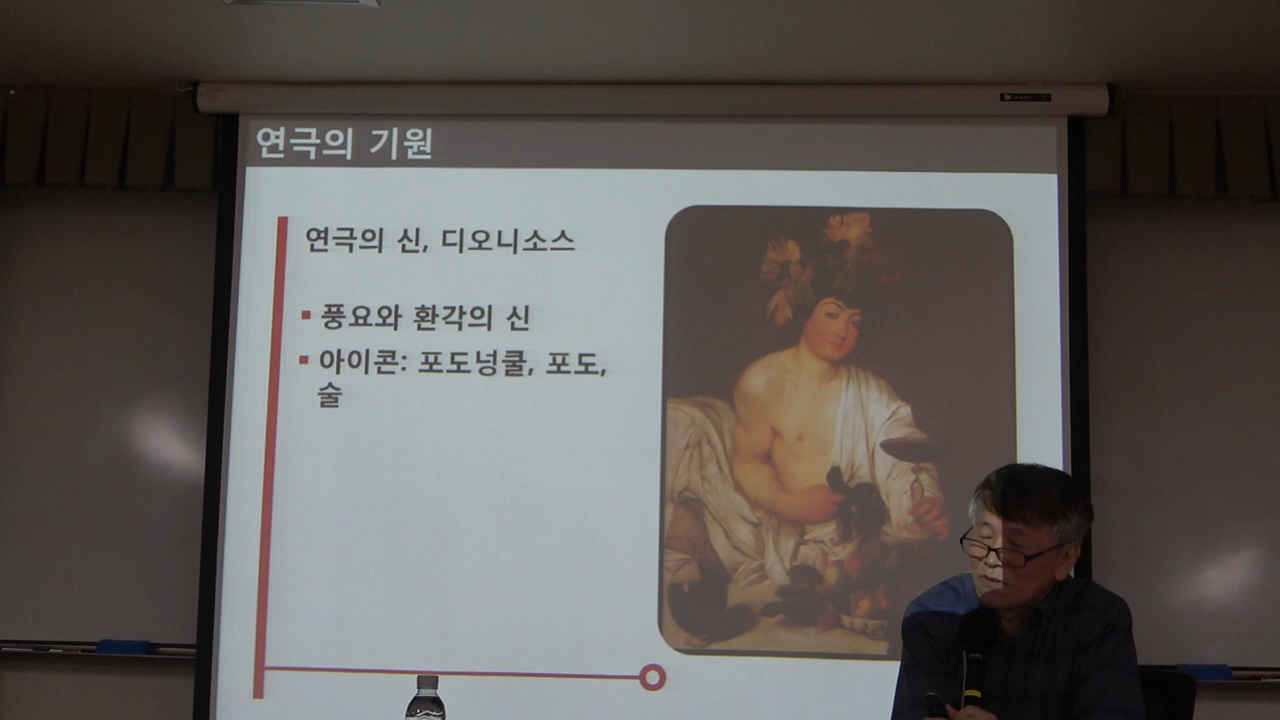 연극의 기원
연극의 신, 디오니소스
풍요와 환각의 신
아이콘: 포도넝쿨, 포도,
술